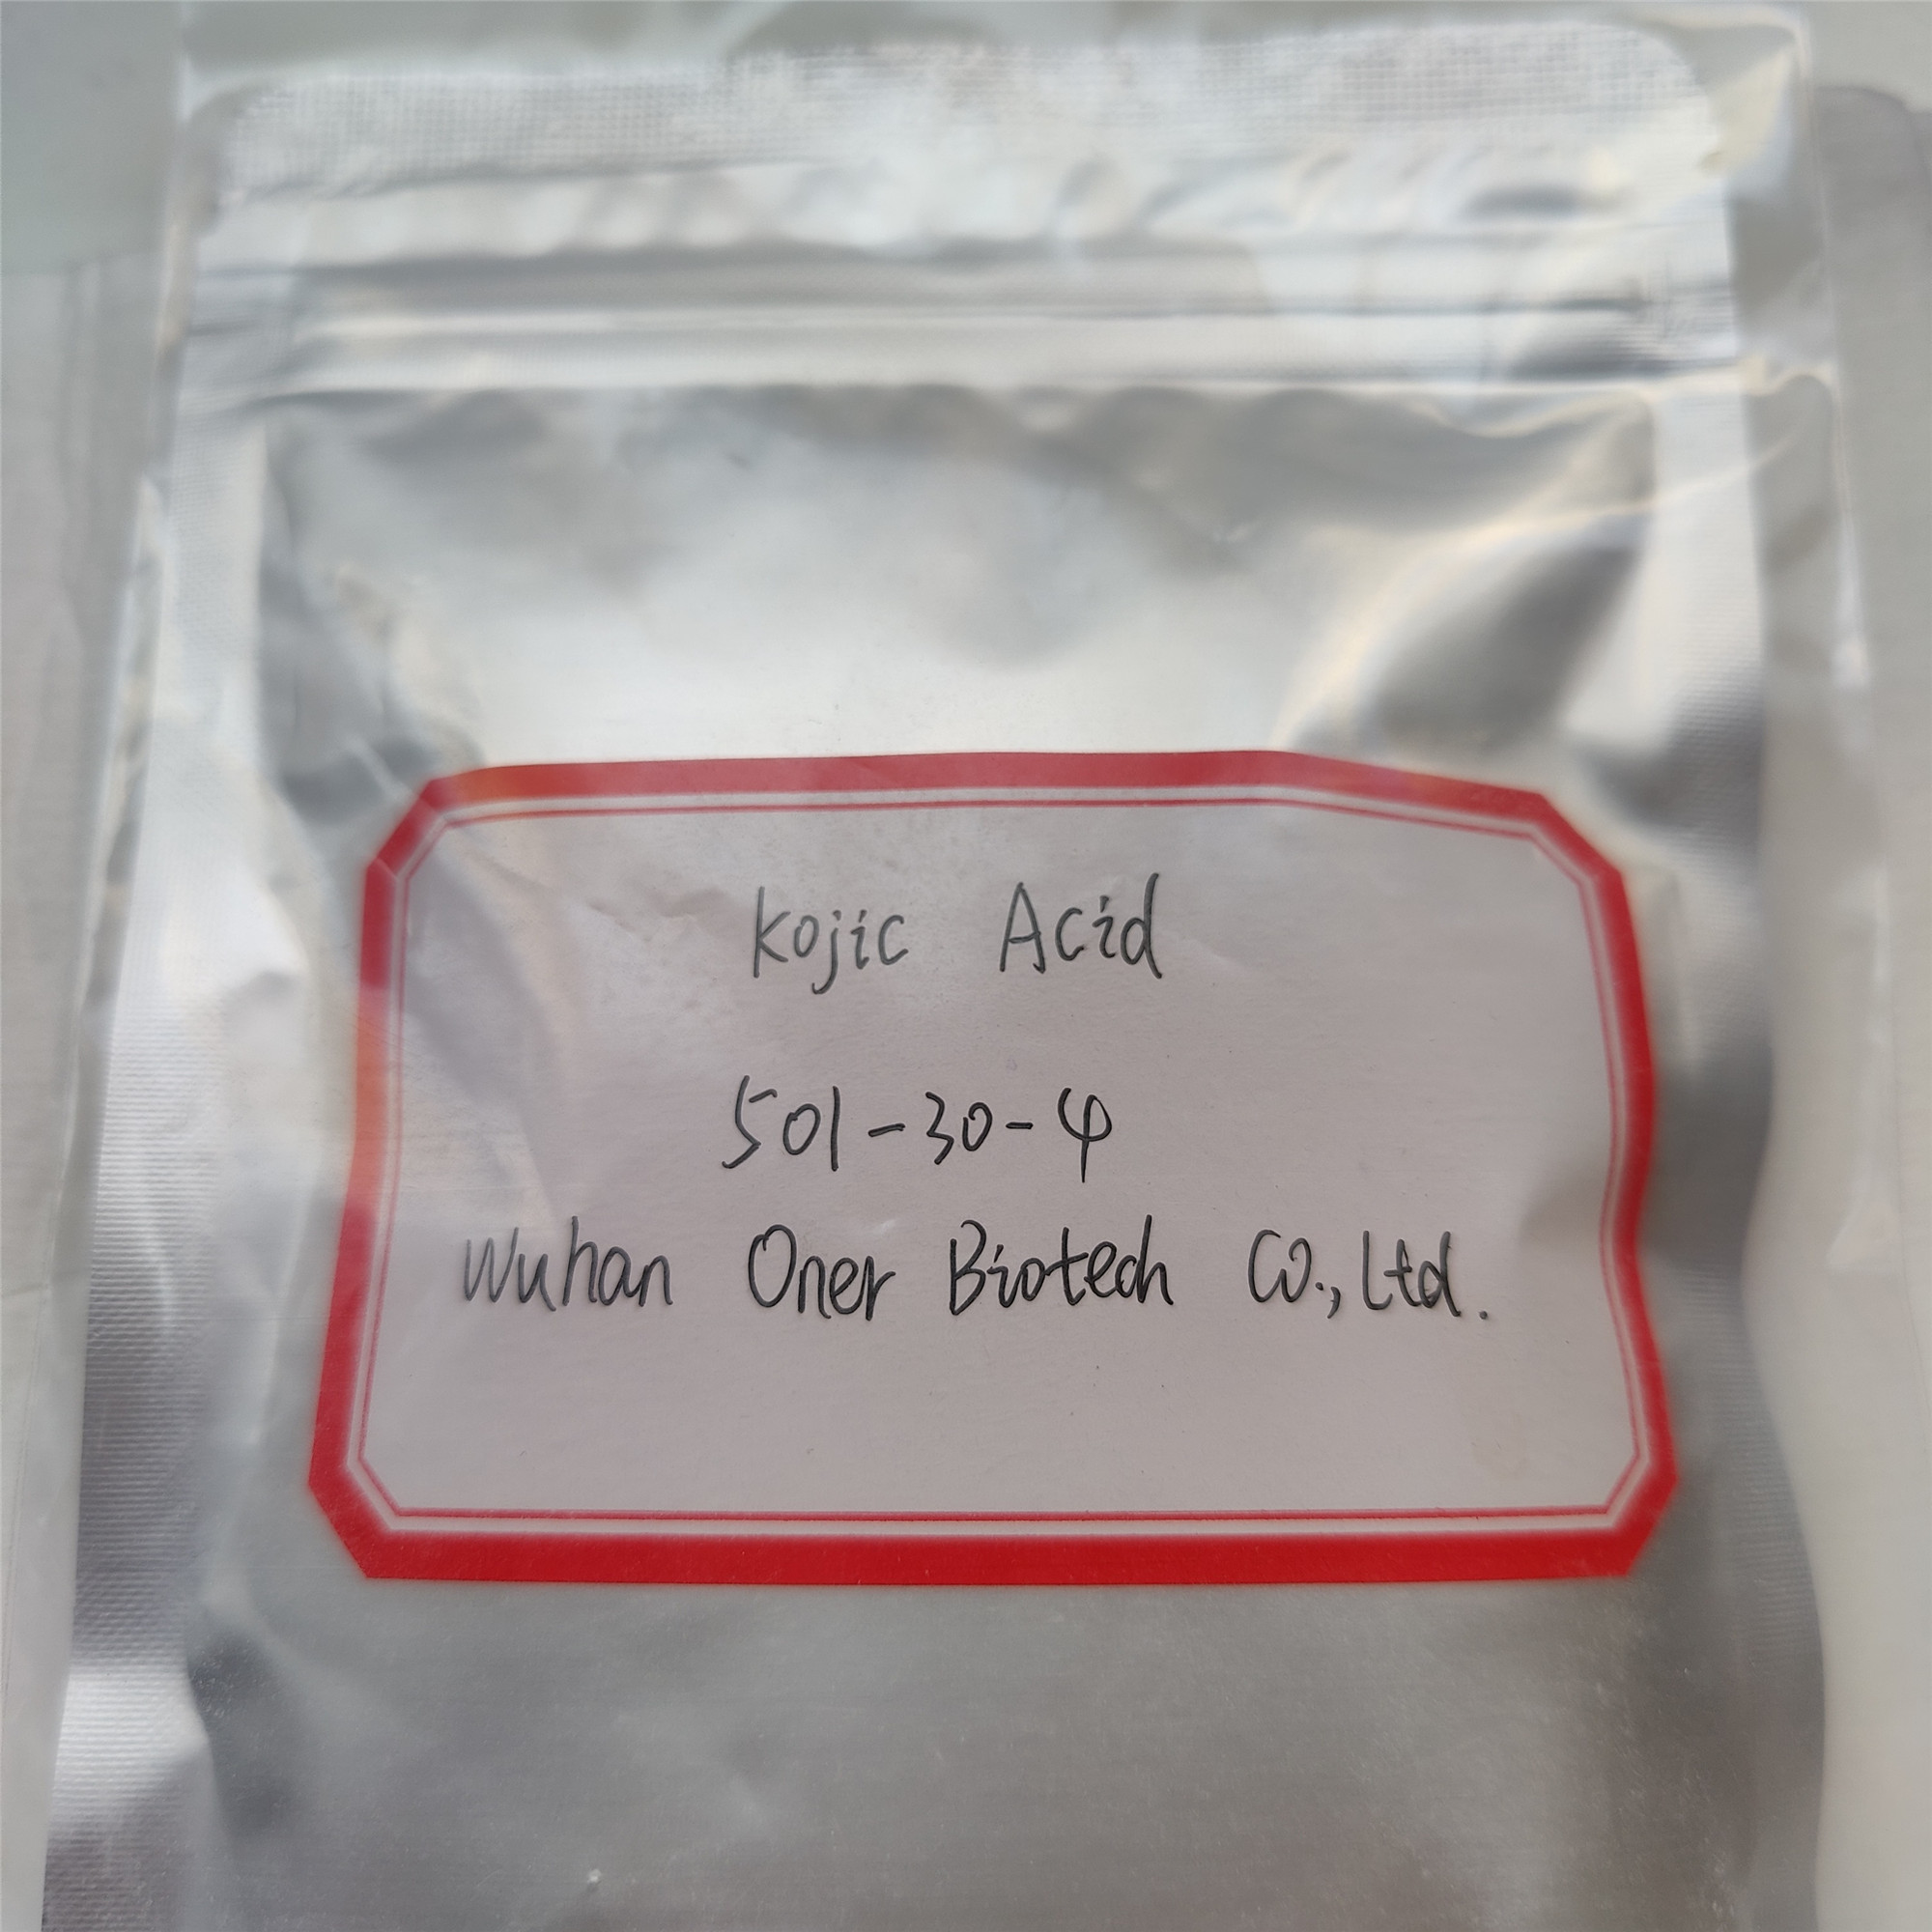 Kojic Acid
501-30-4
Wuhan Oner Biotech Co., Ltd.